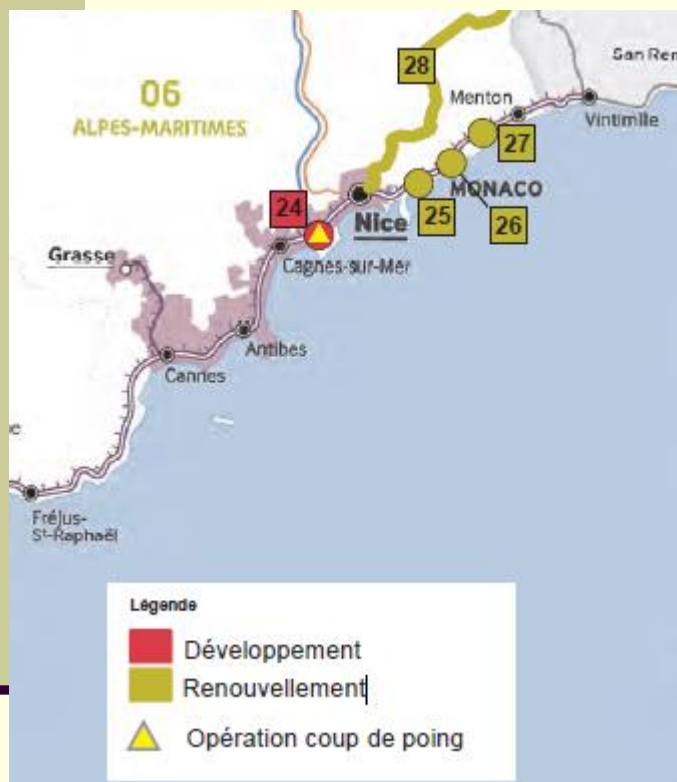 San Rem
28
06
ALPES-MARITIMES
Menton
Vintimille
27
MONACO
24
Nice
25
26
Grasse
Cagnes-sur-Mer
Antibes
Cannes
e
Fréjus-
St-Raphaël
Légende
Développement
Renouvellement
Opération coup de poing